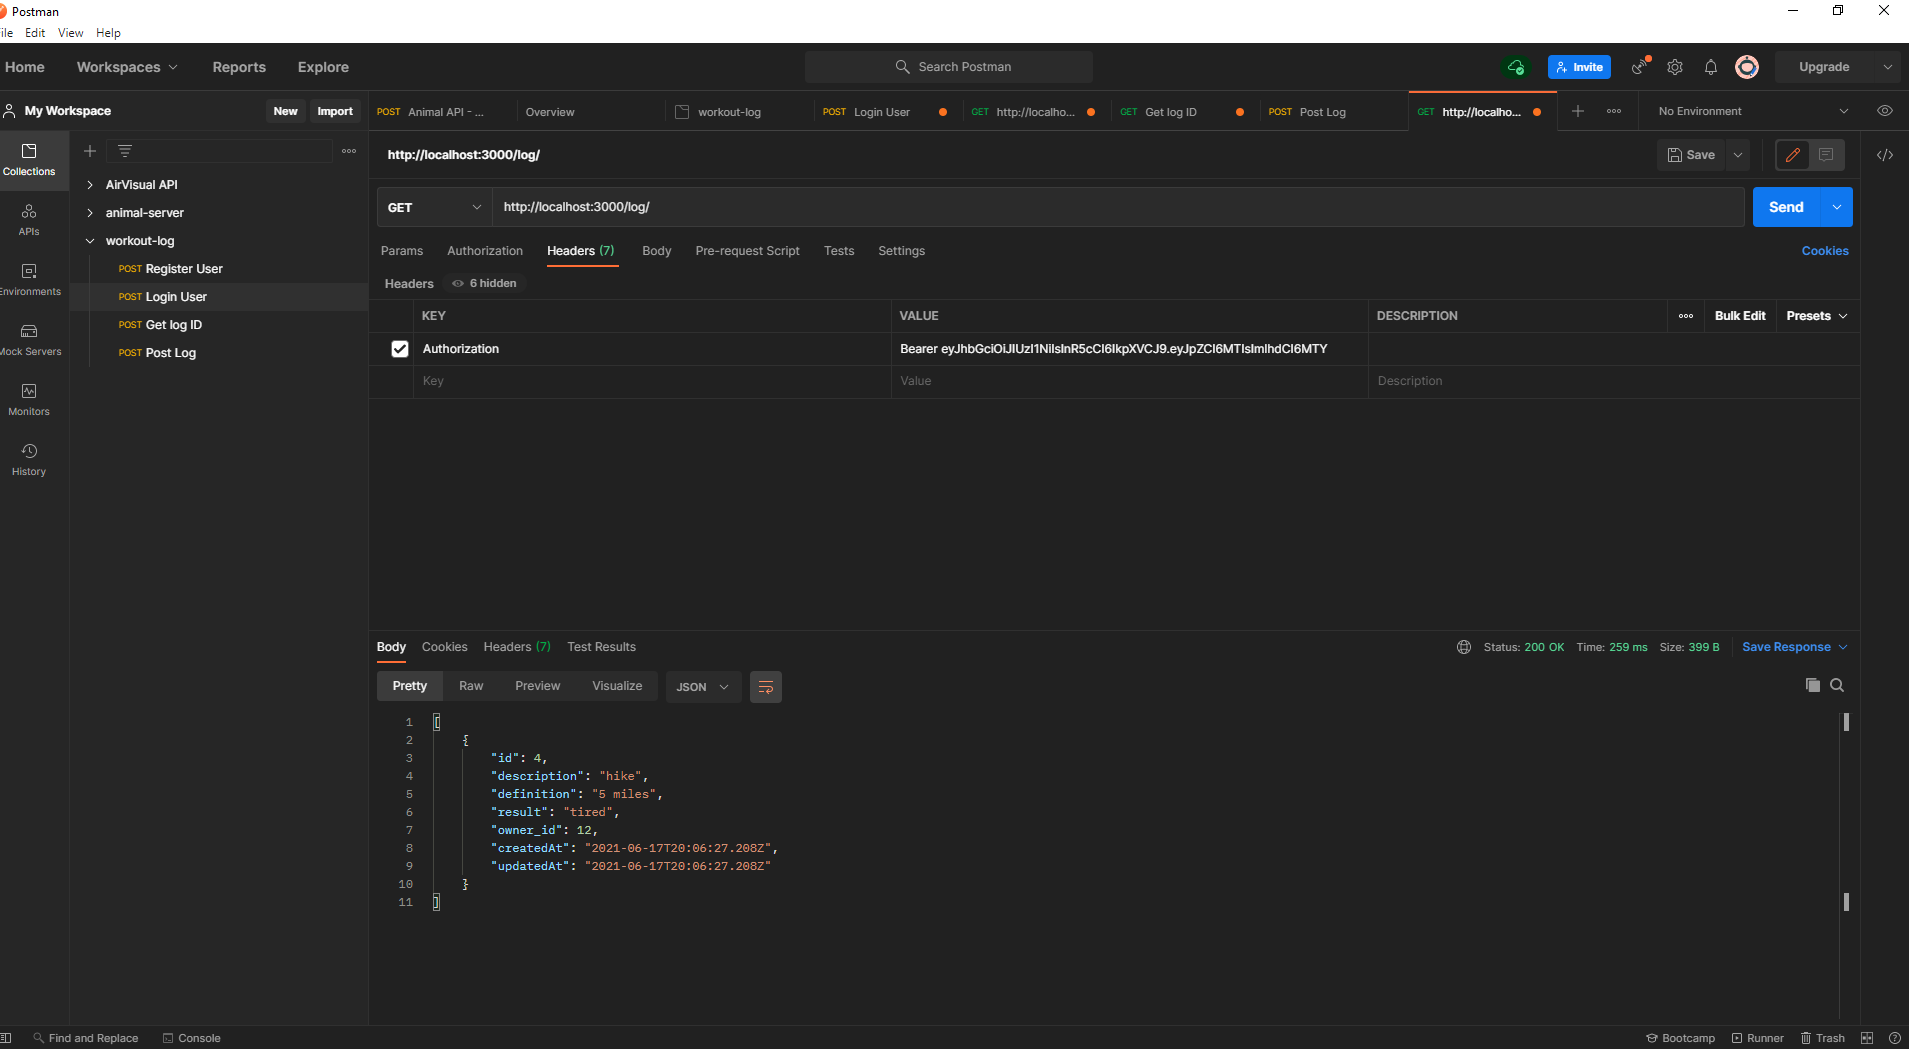 Postman
ile Edit View Help
Home Workspaces Reports Explore
Search Postman
Invite
Upgrade
My Workspace
New Import
POST Animal API - ...
Overview
workout-log
POST Login User
GET http://localho...
GET Get log ID
POST Post Log
GET http://localho...
No Environment
Collections
APIs
Environments
Mock Servers
Monitors
History
AirVisual API
animal-server
workout-log
POST Register User
POST Login User
POST Get log ID
POST Post Log
http://localhost:3000/log/
Save
GET http://localhost:3000/log/
Send
Params Authorization Headers (7) Body Pre-request Script Tests Settings
Cookies
Headers 6 hidden
KEY VALUE DESCRIPTION Bulk Edit Presets
Authorization
Key Value Description
Body Cookies Headers (7) Test Results
Status: 200 OK Time: 259 ms Size: 399 B Save Response
Pretty Raw Preview Visualize JSON
1 [
2 {
3 "id": 4,
4 "description": "hike",
5 "definition": "5 miles",
6 "result": "tired",
7 "owner_id": 12,
8 "createdAt": "2021-06-17T20:06:27.208Z",
9 "updatedAt": "2021-06-17T20:06:27.208Z"
10 }
11 ]
Find and Replace Console
Bootcamp Runner Trash